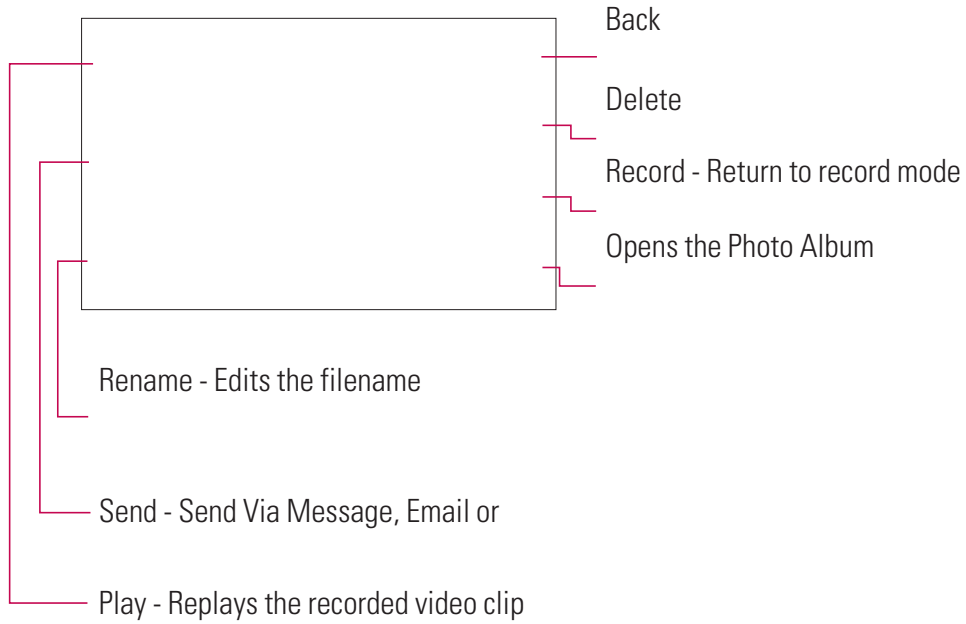 Back
Delete
Record - Return to record mode
Opens the Photo Album
Rename - Edits the filename
Send - Send Via Message, Email or
Play - Replays the recorded video clip